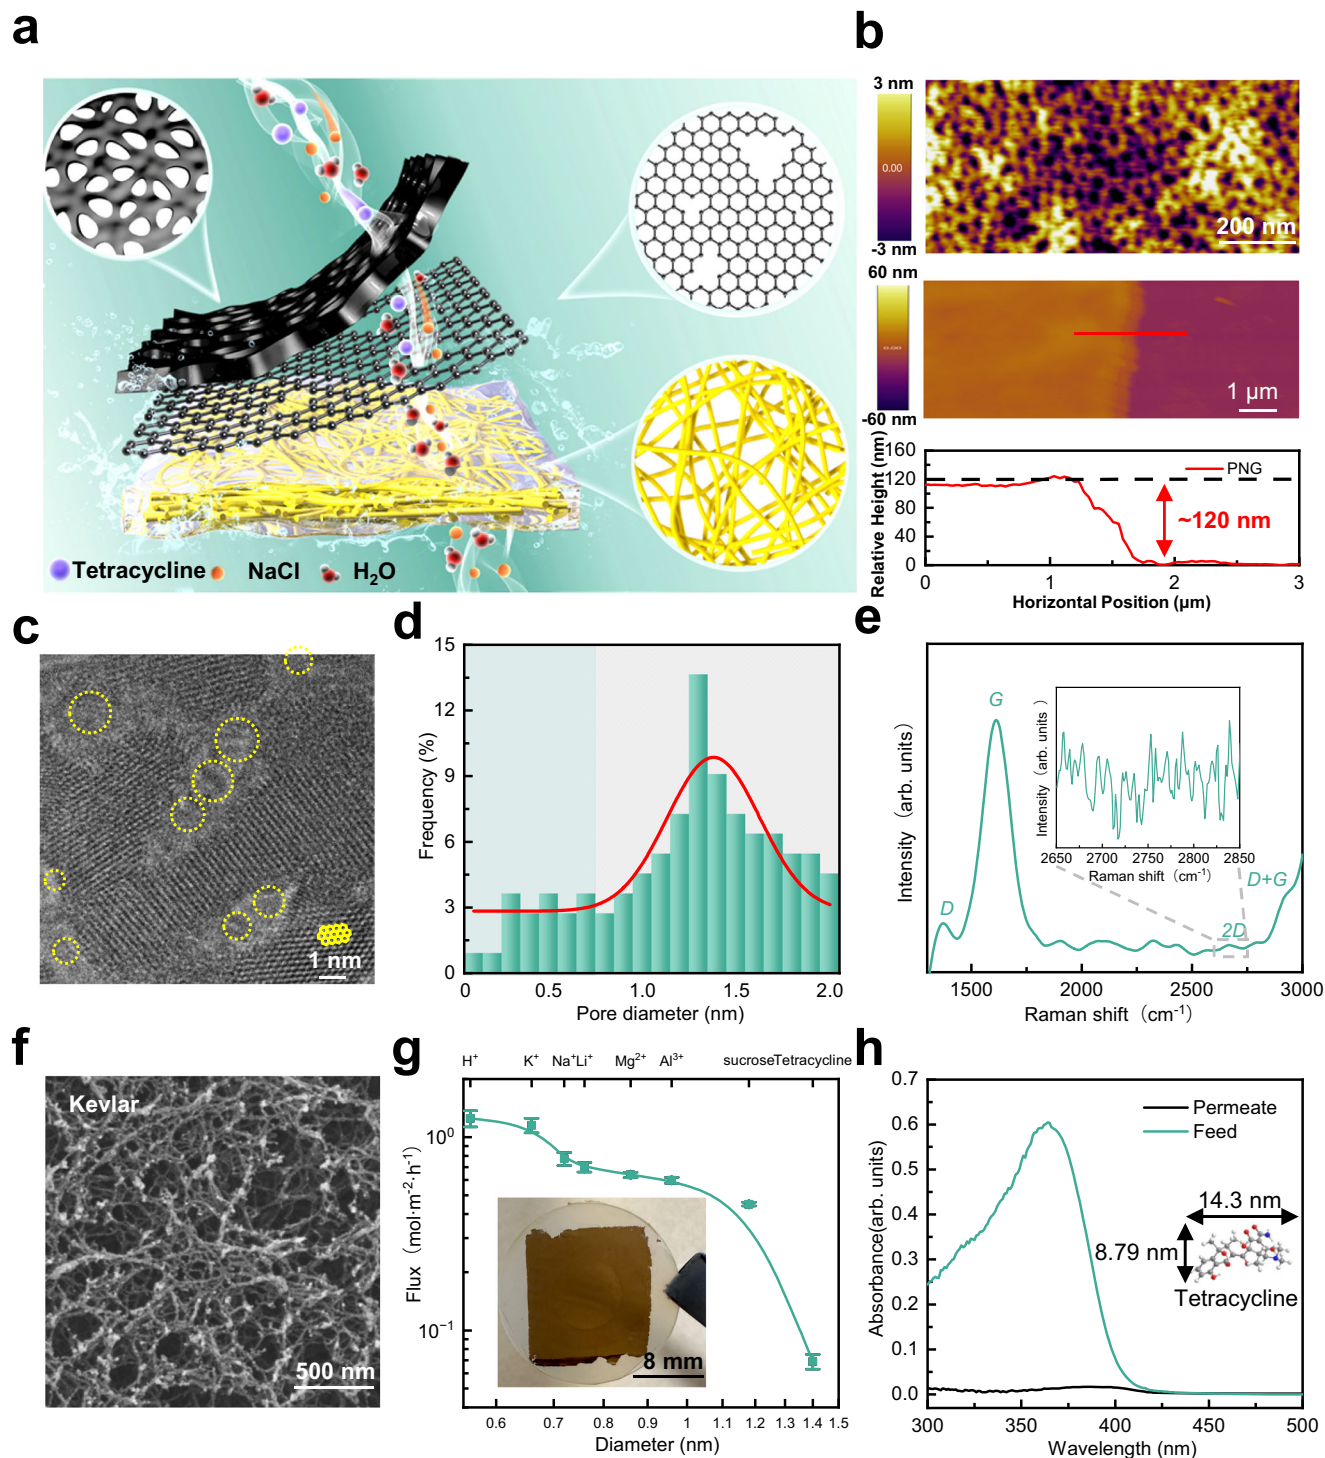 a
Tetracycline
NaCl
H₂O
b
3 nm
0.00
-3 nm
200 nm
60 nm
0.00
-60 nm
1 µm
Relative Height (nm)
160
120
80
40
0
PNG
~120 nm
0 1 2 3
Horizontal Position (µm)
c
1 nm
d
Frequency (%)
15
12
9
6
3
0
0 0.5 1.0 1.5 2.0
Pore diameter (nm)
e
Intensity (arb. units)
D
G
2D
D+G
Intensity (arb. units)
2650 2700 2750 2800 2850
Raman shift (cm⁻¹)
1500 2000 2500 3000
Raman shift (cm⁻¹)
f
Kevlar
500 nm
g
H⁺ K⁺ Na⁺Li⁺ Mg²⁺ Al³⁺ sucroseTetracycline
Flux (mol·m⁻²·h⁻¹)
10⁰
10⁻¹
8 mm
0.6 0.7 0.8 0.9 1 1.1 1.2 1.3 1.4 1.5
Diameter (nm)
h
Absorbance(arb. units)
0.7
0.6
0.5
0.4
0.3
0.2
0.1
0.0
Permeate
Feed
14.3 nm
8.79 nm
Tetracycline
300 350 400 450 500
Wavelength (nm)